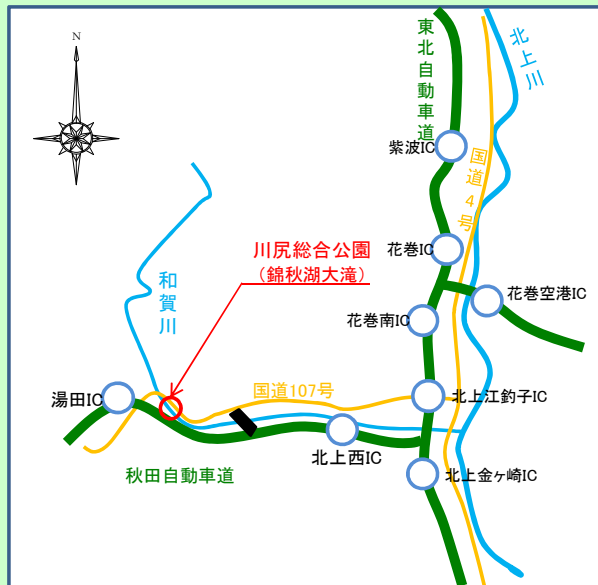 N
東北自動車道
北上川
紫波IC
国道4号
花巻IC
川尻総合公園
（錦秋湖大滝）
和賀川
花巻空港IC
花巻南IC
国道107号
湯田IC
北上江釣子IC
北上西IC
秋田自動車道
北上金ヶ崎IC